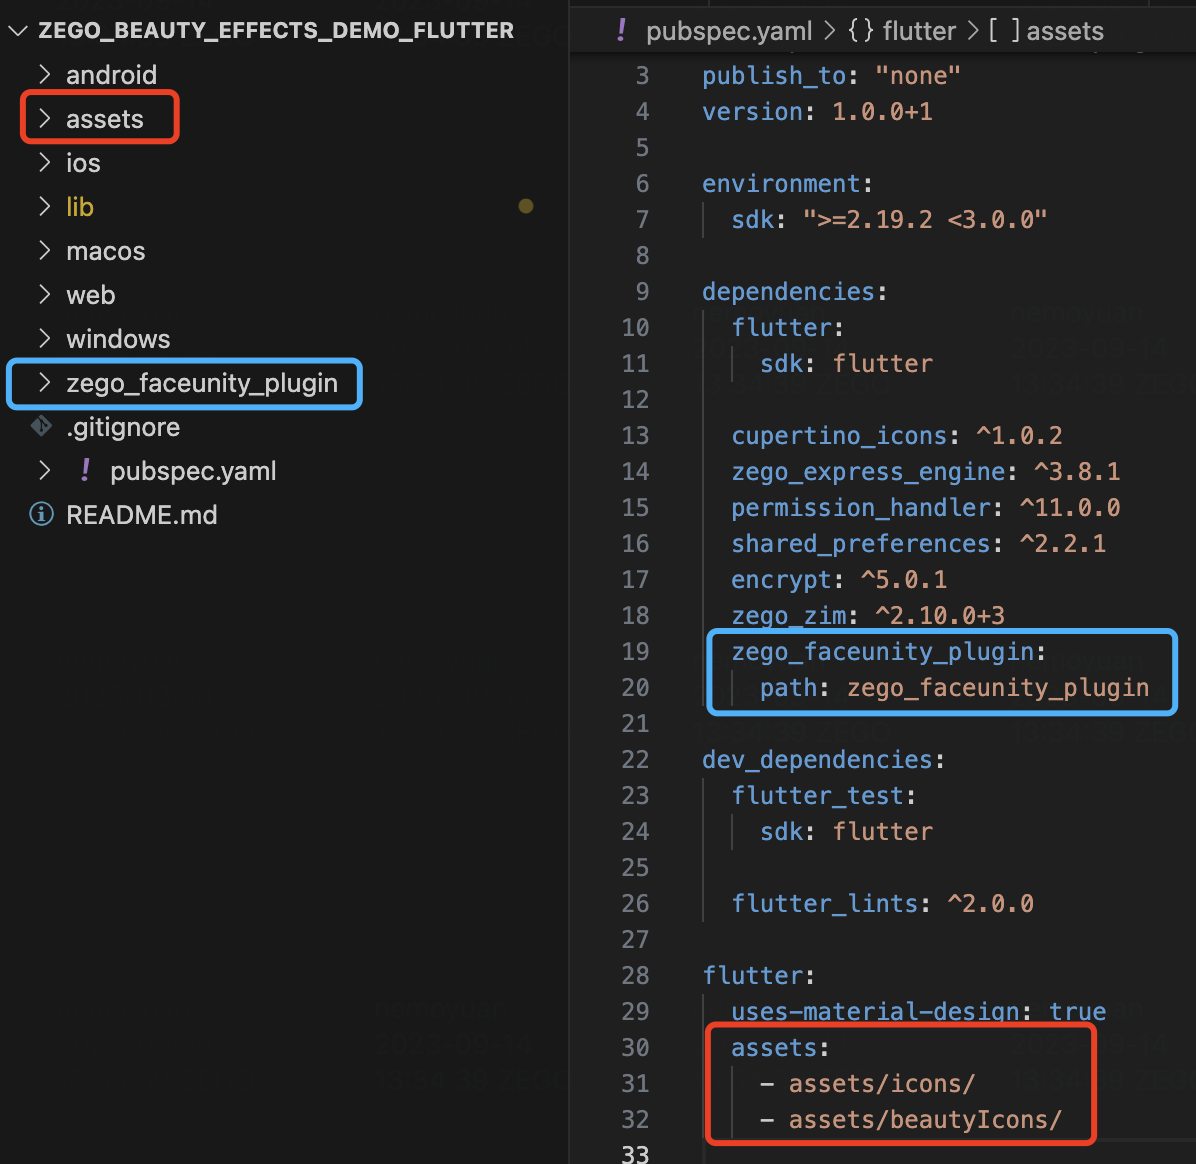 ZEGO_BEAUTY_EFFECTS_DEMO_FLUTTER
android
assets
ios
lib
macos
web
windows
zego_faceunity_plugin
.gitignore
! pubspec.yaml
README.md
! pubspec.yaml > {} flutter > [ ] assets
3 publish_to: "none"
4 version: 1.0.0+1
5
6 environment:
7 sdk: ">=2.19.2 <3.0.0"
8
9 dependencies:
10 flutter:
11 sdk: flutter
12
13 cupertino_icons: ^1.0.2
14 zego_express_engine: ^3.8.1
15 permission_handler: ^11.0.0
16 shared_preferences: ^2.2.1
17 encrypt: ^5.0.1
18 zego_zim: ^2.10.0+3
19 zego_faceunity_plugin:
20 path: zego_faceunity_plugin
21
22 dev_dependencies:
23 flutter_test:
24 sdk: flutter
25
26 flutter_lints: ^2.0.0
27
28 flutter:
29 uses-material-design: true
30 assets:
31 - assets/icons/
32 - assets/beautyIcons/
33